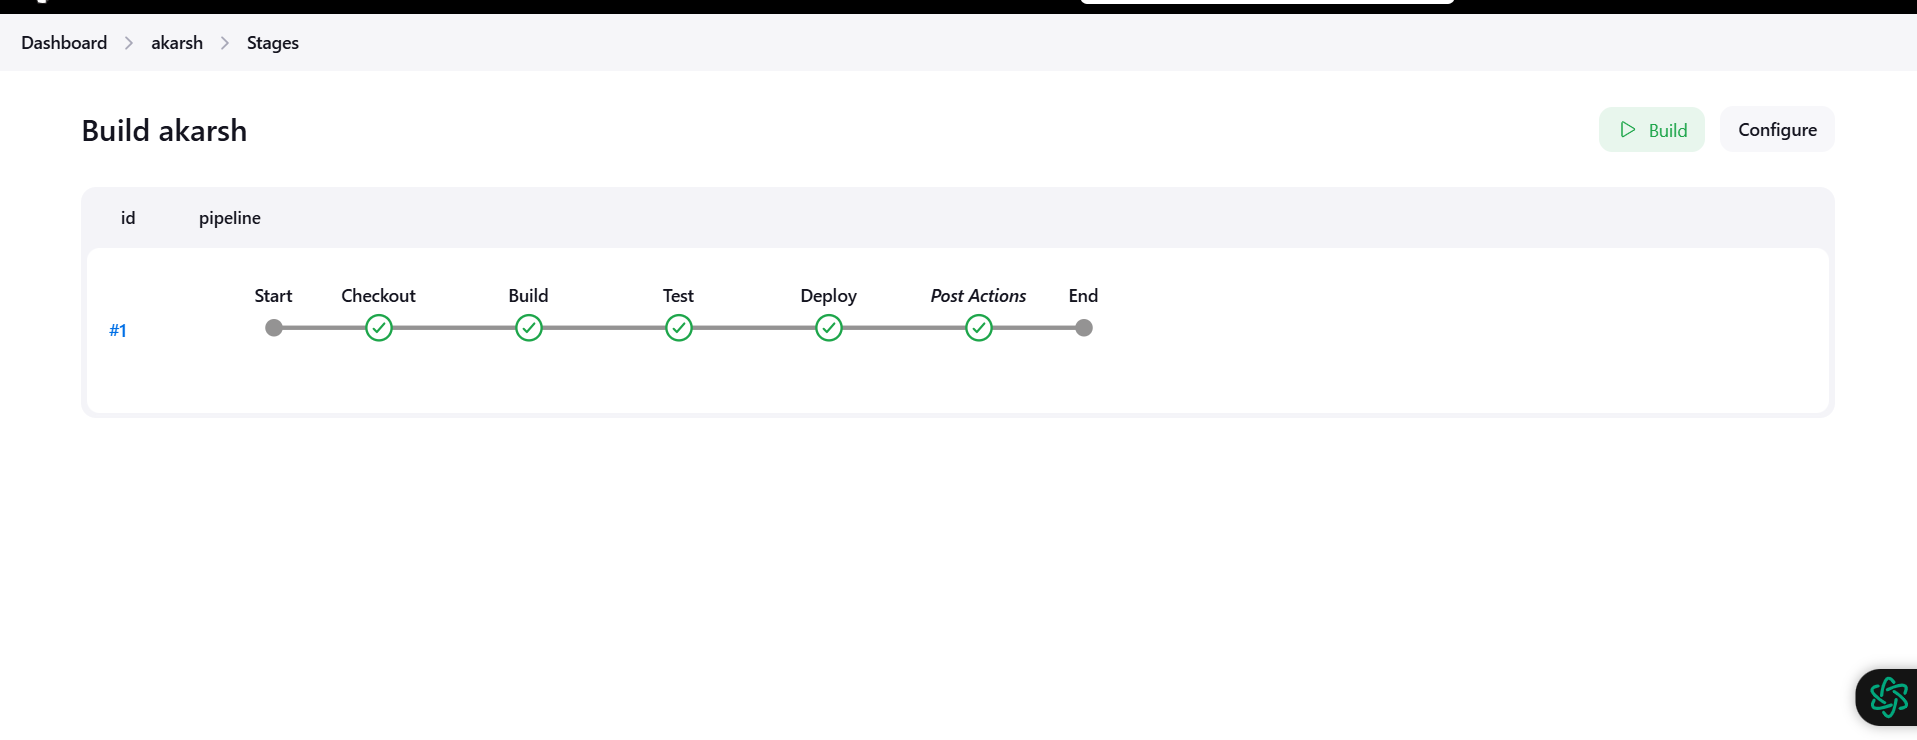 Dashboard akarsh Stages
Build akarsh
Build Configure
id pipeline
Start Checkout Build Test Deploy Post Actions End
#1